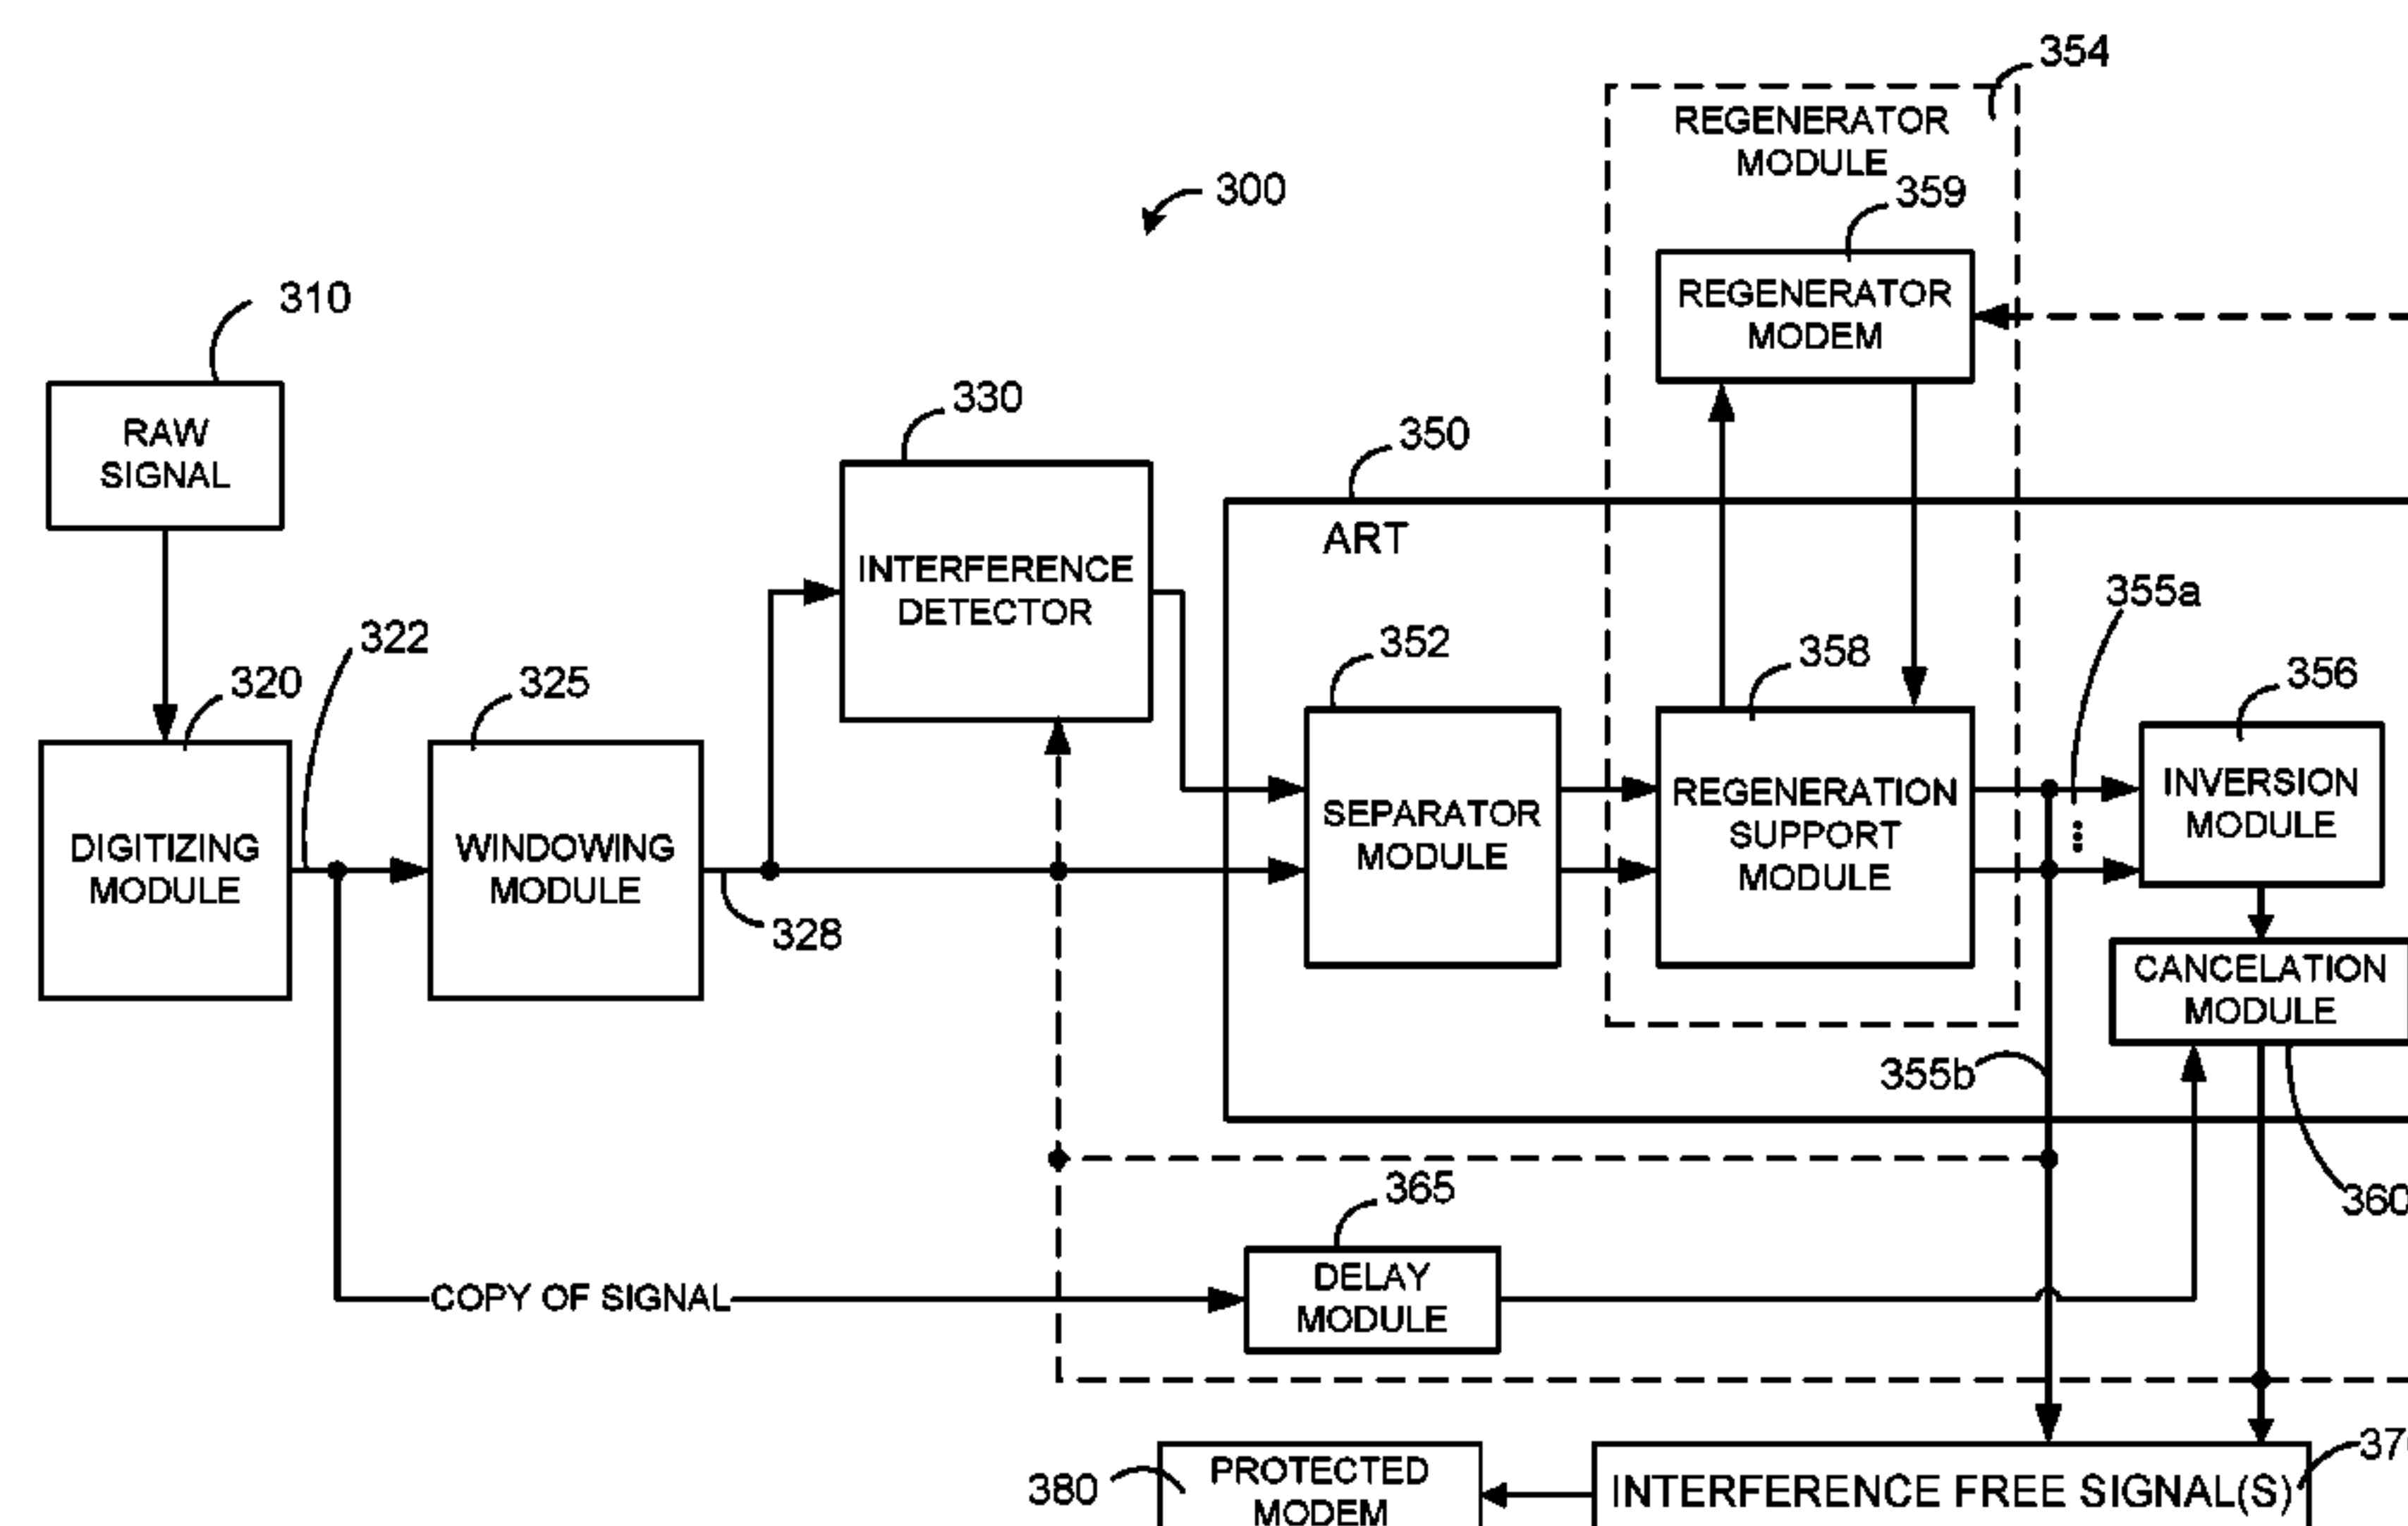 354
REGENERATOR
MODULE
300
359
310
REGENERATOR
MODEM
330
350
RAW
SIGNAL
ART
INTERFERENCE
DETECTOR
355a
322
352
358
320
325
356
INVERSION
MODULE
SEPARATOR
MODULE
REGENERATION
SUPPORT
MODULE
DIGITIZING
MODULE
WINDOWING
MODULE
328
CANCELATION
MODULE
355b
365
360
DELAY
MODULE
COPY OF SIGNAL
380
PROTECTED
MODEM
INTERFERENCE FREE SIGNAL(S)